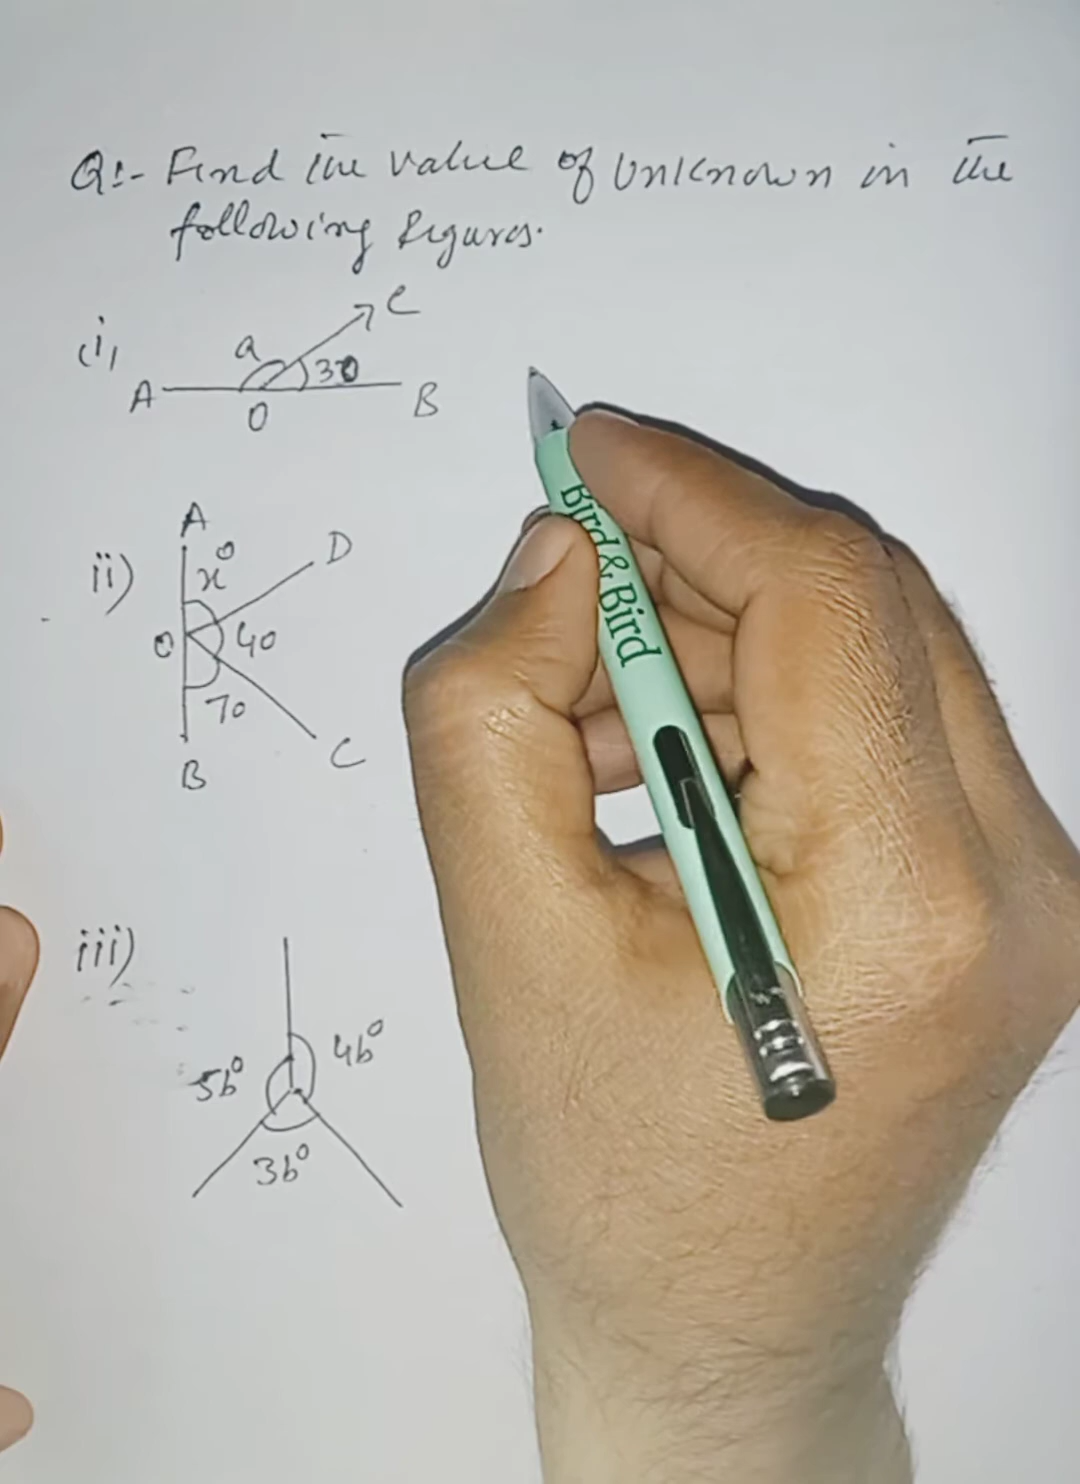 Q:- Find the value of unknown in the
following figures.
(i,
C
a
30
A
O
B
ii)
A
x°
D
O
40
70
B
C
iii)
5b°
4b°
3b°
Bird & Bird